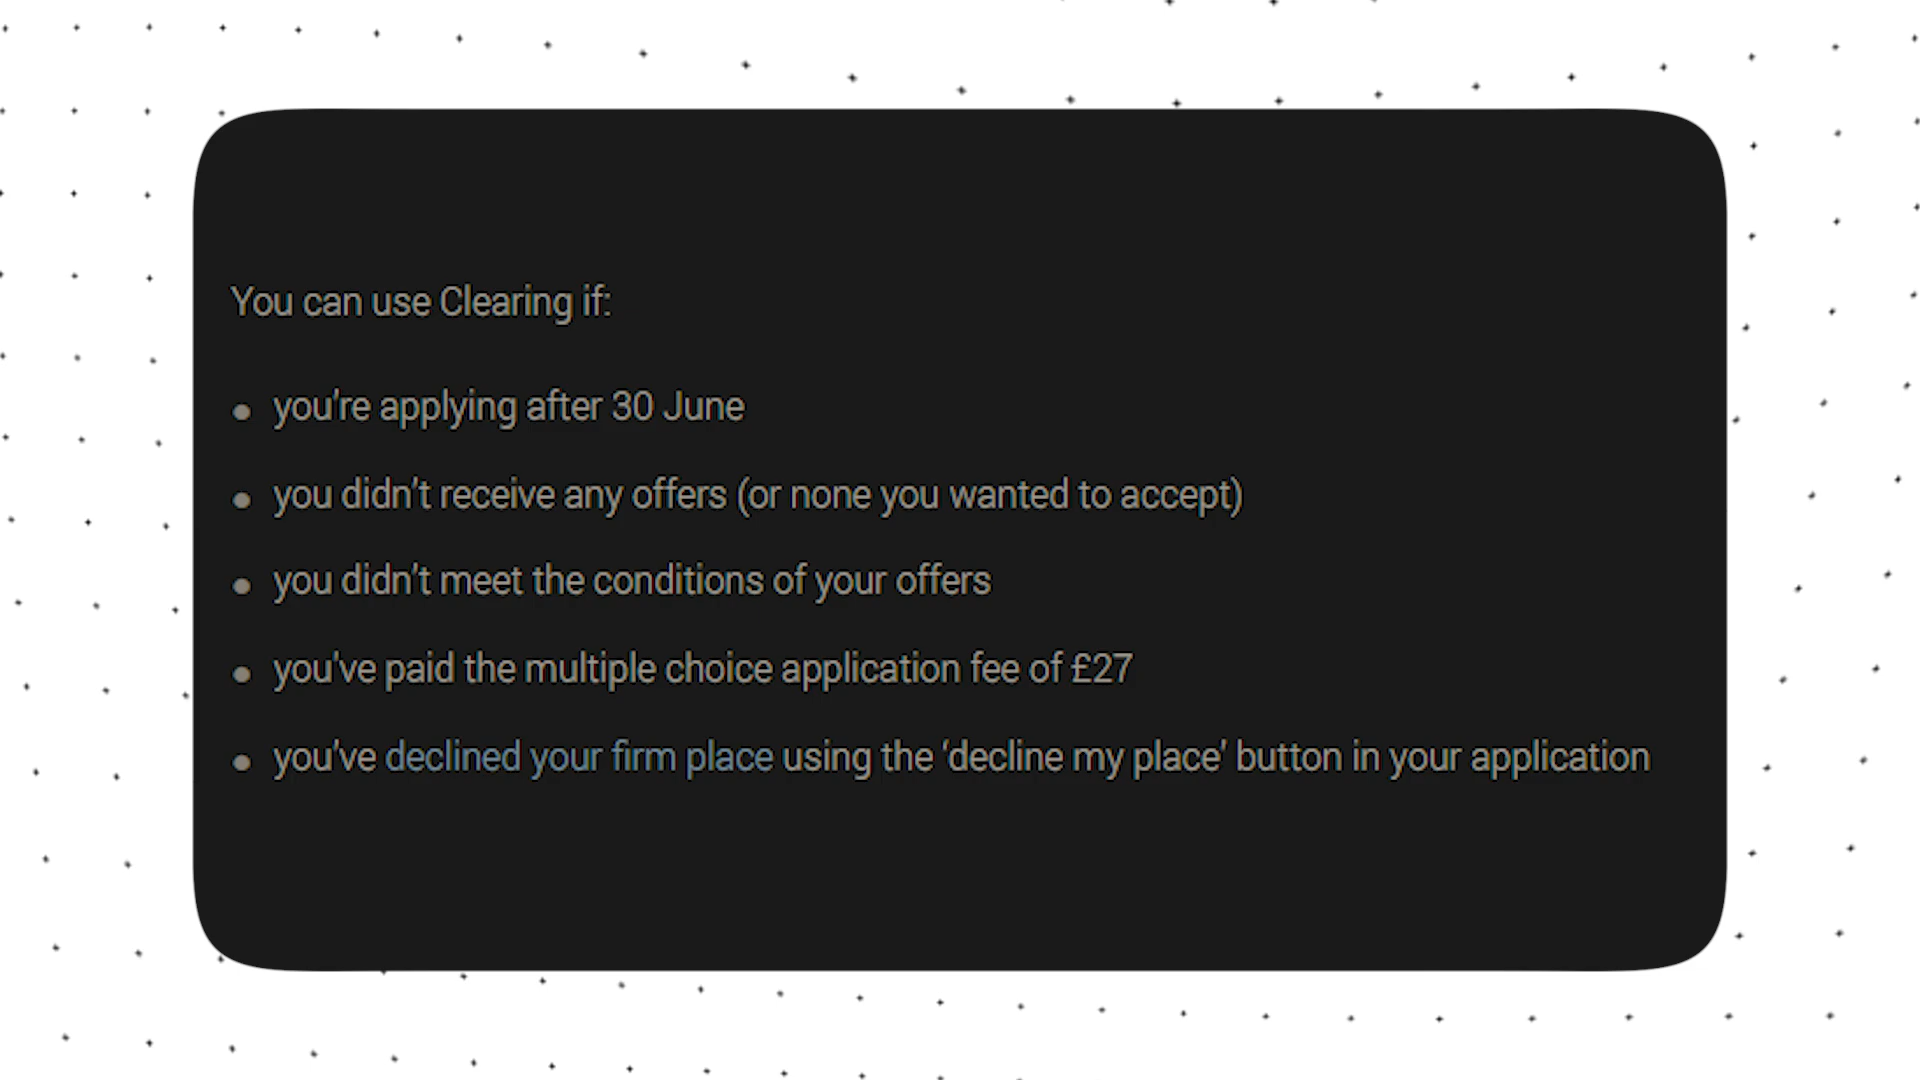 You can use Clearing if:
• you're applying after 30 June
• you didn't receive any offers (or none you wanted to accept)
• you didn't meet the conditions of your offers
• you've paid the multiple choice application fee of £27
• you've declined your firm place using the ‘decline my place’ button in your application